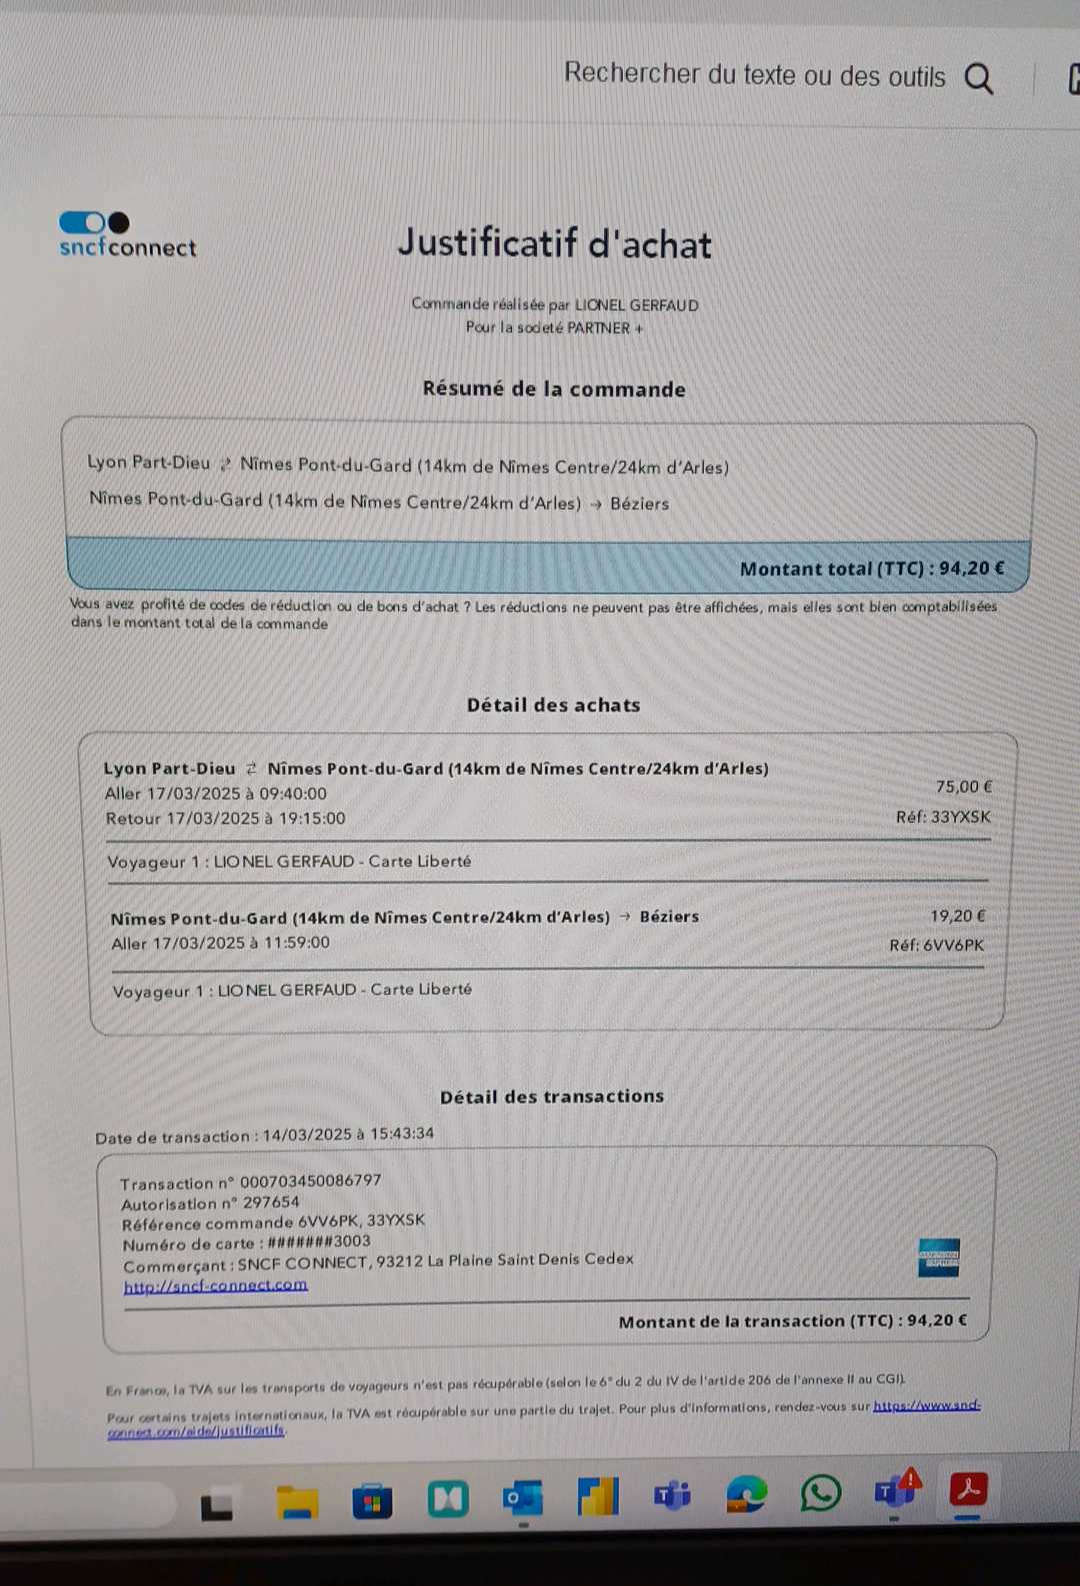 Rechercher du texte ou des outils
sncfconnect
Justificatif d'achat
Commande réalisée par LIONEL GERFAUD
Pour la societé PARTNER +
Résumé de la commande
Lyon Part-Dieu ⇄ Nîmes Pont-du-Gard (14km de Nîmes Centre/24km d'Arles)
Nîmes Pont-du-Gard (14km de Nîmes Centre/24km d'Arles) → Béziers
Montant total (TTC) : 94,20 €
Vous avez profité de codes de réduction ou de bons d'achat ? Les réductions ne peuvent pas être affichées, mais elles sont bien comptabilisées
dans le montant total de la commande
Détail des achats
Lyon Part-Dieu ⇄ Nîmes Pont-du-Gard (14km de Nîmes Centre/24km d'Arles)
75,00 €
Aller 17/03/2025 à 09:40:00
Retour 17/03/2025 à 19:15:00
Réf: 33YXSK
Voyageur 1 : LIONEL GERFAUD - Carte Liberté
Nîmes Pont-du-Gard (14km de Nîmes Centre/24km d'Arles) → Béziers
19,20 €
Aller 17/03/2025 à 11:59:00
Réf: 6VV6PK
Voyageur 1 : LIONEL GERFAUD - Carte Liberté
Détail des transactions
Date de transaction : 14/03/2025 à 15:43:34
Transaction n° 000703450086797
Autorisation n° 297654
Référence commande 6VV6PK, 33YXSK
Numéro de carte : #######3003
Commerçant : SNCF CONNECT, 93212 La Plaine Saint Denis Cedex
http://sncf-connect.com
AMERICAN EXPRESS
Montant de la transaction (TTC) : 94,20 €
En France, la TVA sur les transports de voyageurs n'est pas récupérable (selon le 6° du 2 du IV de l'article 206 de l'annexe II au CGI).
Pour certains trajets internationaux, la TVA est récupérable sur une partie du trajet. Pour plus d'informations, rendez-vous sur https://www.sncf-
connect.com/aide/justificatifs.